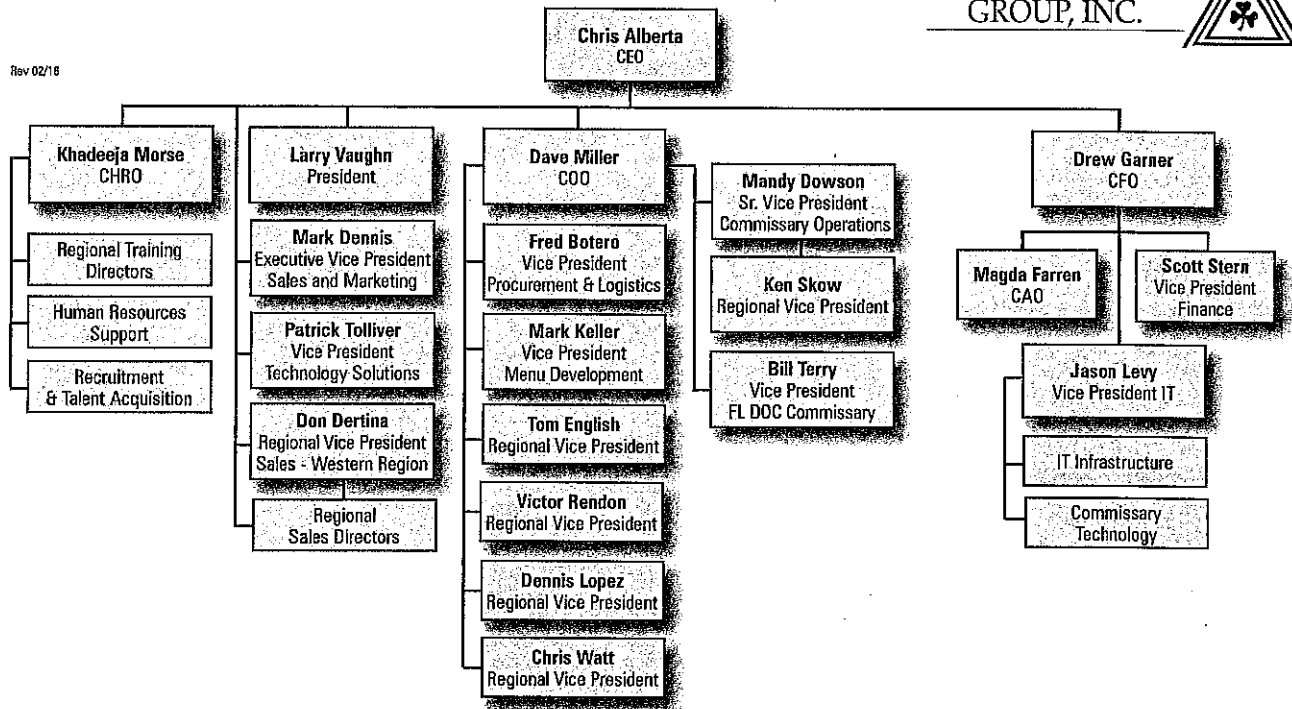 GROUP, INC.
Chris Alberta
CEO
Rev 02/16
Khadeeja Morse
CHRO
Regional Training
Directors
Human Resources
Support
Recruitment
& Talent Acquisition
Larry Vaughn
President
Mark Dennis
Executive Vice President
Sales and Marketing
Patrick Tolliver
Vice President
Technology Solutions
Don Dertina
Regional Vice President
Sales - Western Region
Regional
Sales Directors
Dave Miller
COO
Fred Botero
Vice President
Procurement & Logistics
Mark Keller
Vice President
Menu Development
Tom English
Regional Vice President
Victor Rendon
Regional Vice President
Dennis Lopez
Regional Vice President
Chris Watt
Regional Vice President
Mandy Dowson
Sr. Vice President
Commissary Operations
Ken Skow
Regional Vice President
Bill Terry
Vice President
FL DOC Commissary
Drew Garner
CFO
Magda Farren
CAO
Scott Stern
Vice President
Finance
Jason Levy
Vice President IT
IT Infrastructure
Commissary
Technology